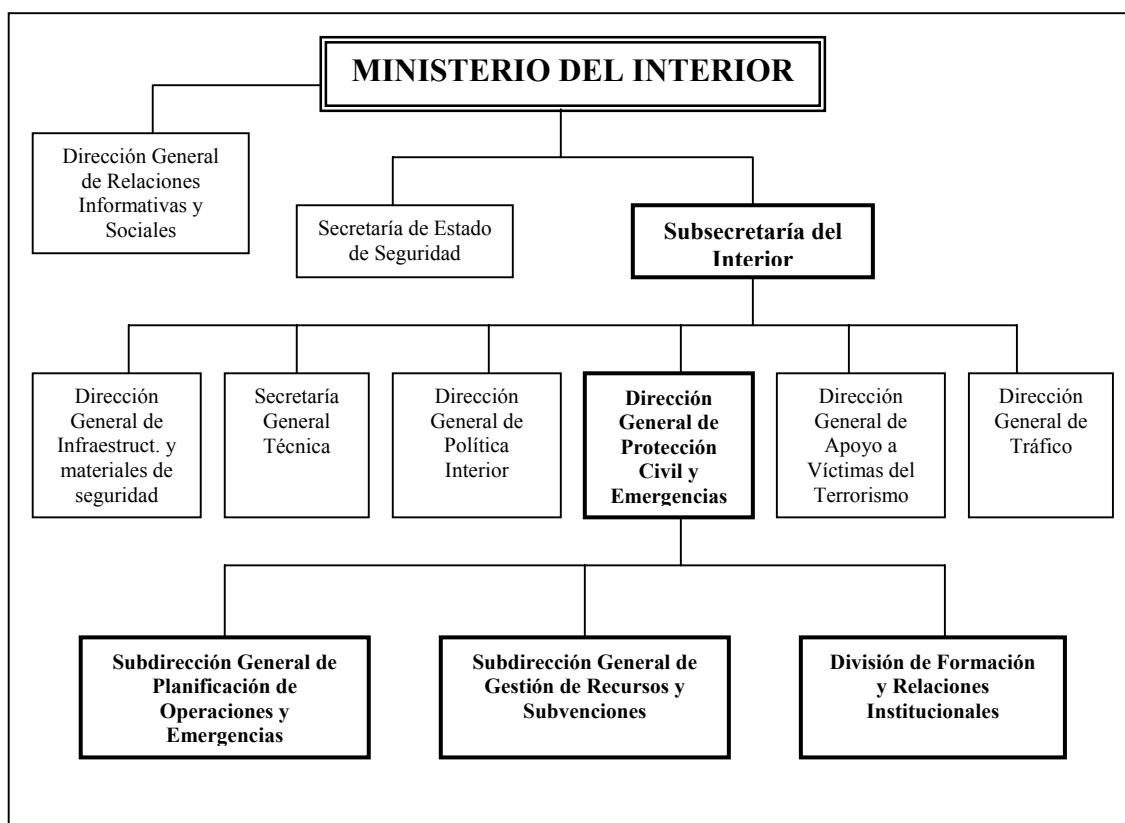 MINISTERIO DEL INTERIOR
Dirección General
de Relaciones
Informativas y
Sociales
Secretaría de Estado
de Seguridad
Subsecretaría del
Interior
Dirección
General de
Infraestruct. y
materiales de
seguridad
Secretaría
General
Técnica
Dirección
General de
Política
Interior
Dirección
General de
Protección
Civil y
Emergencias
Dirección
General de
Apoyo a
Víctimas del
Terrorismo
Dirección
General de
Tráfico
Subdirección General de
Planificación de
Operaciones y
Emergencias
Subdirección General de
Gestión de Recursos y
Subvenciones
División de Formación
y Relaciones
Institucionales